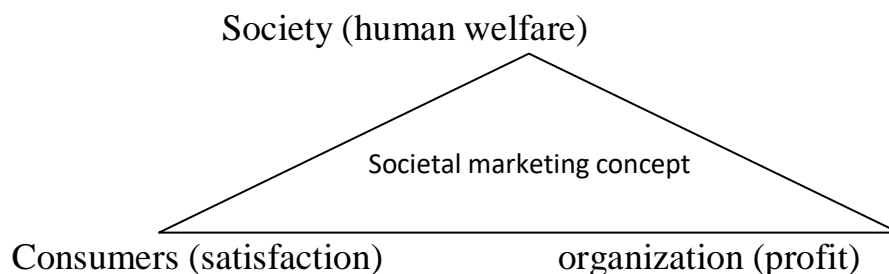 Society (human welfare)
Societal marketing concept
Consumers (satisfaction)
organization (profit)